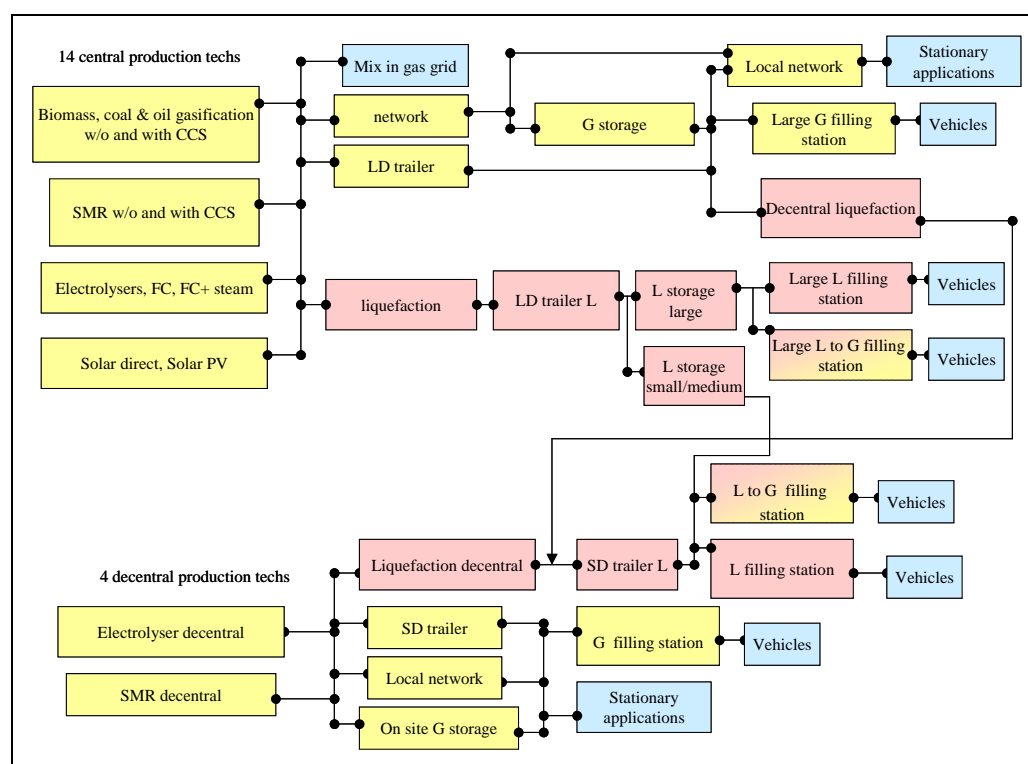 14 central production techs
Mix in gas grid
Local network
Stationary
applications
Biomass, coal & oil gasification
w/o and with CCS
network
G storage
Large G filling
station
Vehicles
LD trailer
SMR w/o and with CCS
Decentral liquefaction
Electrolysers, FC, FC+ steam
liquefaction
LD trailer L
L storage
large
Large L filling
station
Vehicles
Solar direct, Solar PV
Large L to G filling
station
Vehicles
L storage
small/medium
L to G filling
station
Vehicles
4 decentral production techs
Liquefaction decentral
SD trailer L
L filling station
Vehicles
Electrolyser decentral
SD trailer
G filling station
Vehicles
SMR decentral
Local network
On site G storage
Stationary
applications